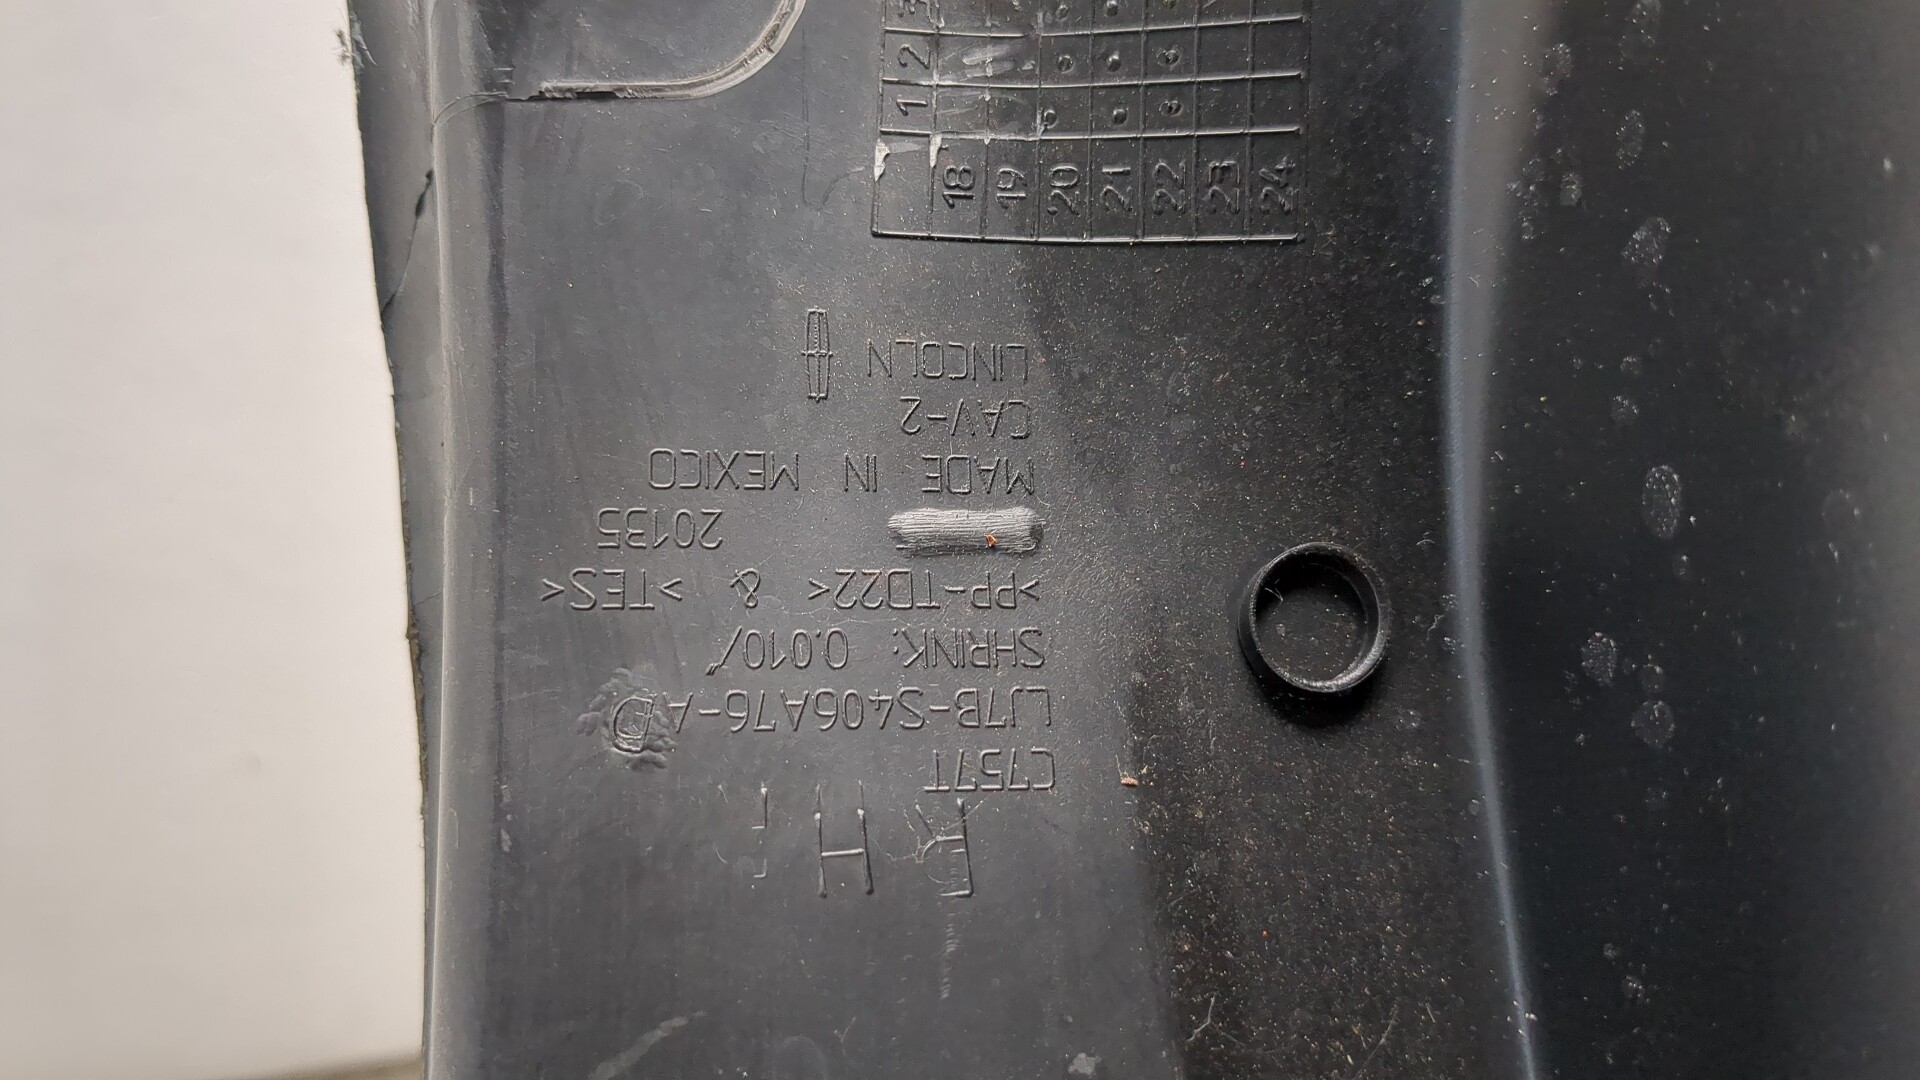 RH
C757T
LJ7B-S406A76-AD
SHRINK: 0.010/
>PP-TD22< & >TES<
20135
MADE IN MEXICO
CAV-2
LINCOLN
18 1 2 3
19
20
21
22
23
24